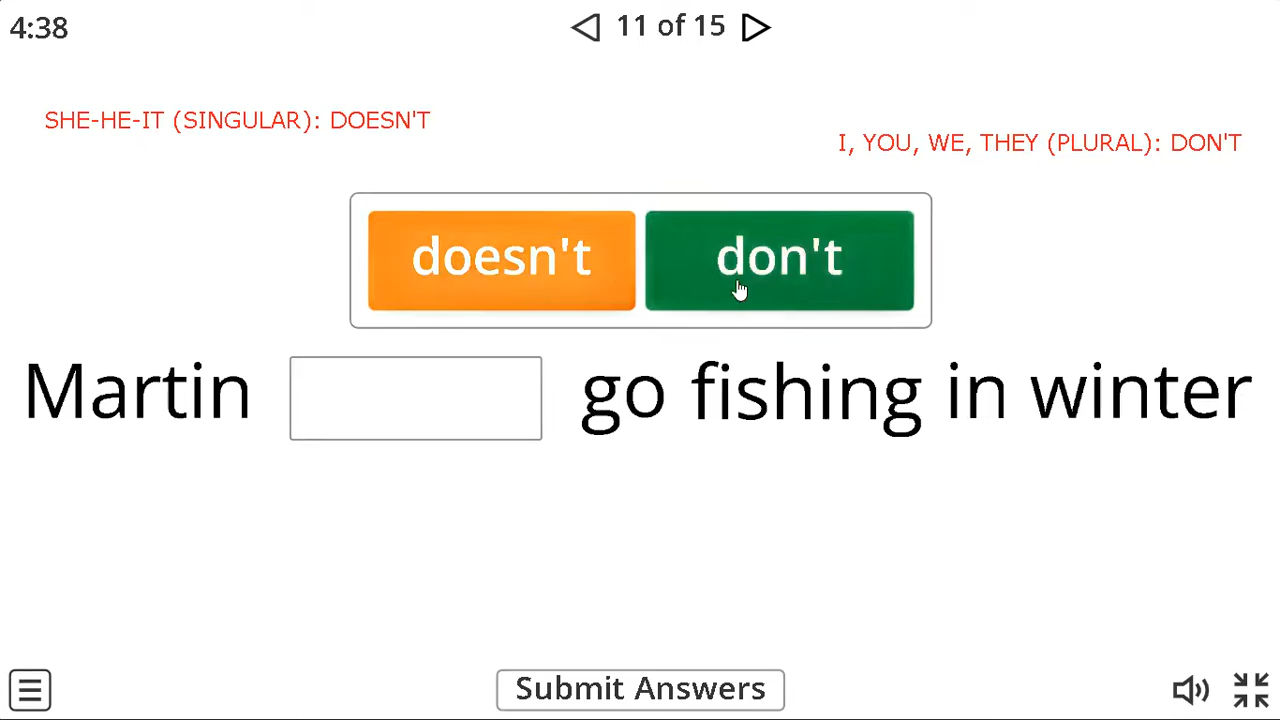 4:38
11 of 15
SHE-HE-IT (SINGULAR): DOESN'T
I, YOU, WE, THEY (PLURAL): DON'T
doesn't don't
Martin go fishing in winter
Submit Answers